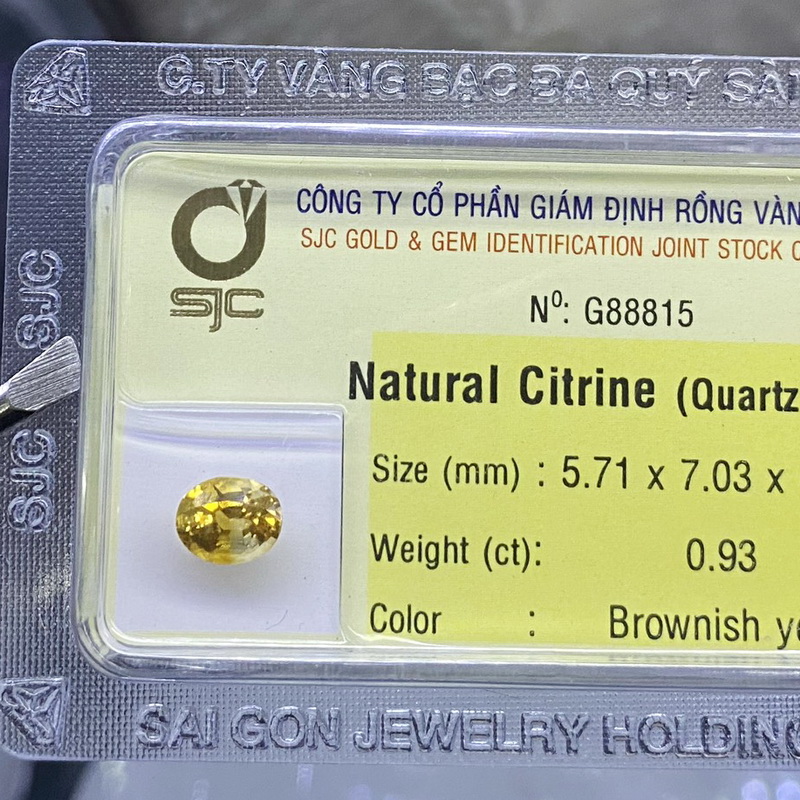 C.TY VÀNG BẠC ĐÁ QUÝ SÀI
CÔNG TY CỔ PHẦN GIÁM ĐỊNH RỒNG VÀN
SJC GOLD & GEM IDENTIFICATION JOINT STOCK C
SJC
Nº: G88815
Natural Citrine (Quartz
Size (mm) : 5.71 x 7.03 x
Weight (ct): 0.93
Color : Brownish ye
SJC
SJC
SAI GON JEWELRY HOLDING